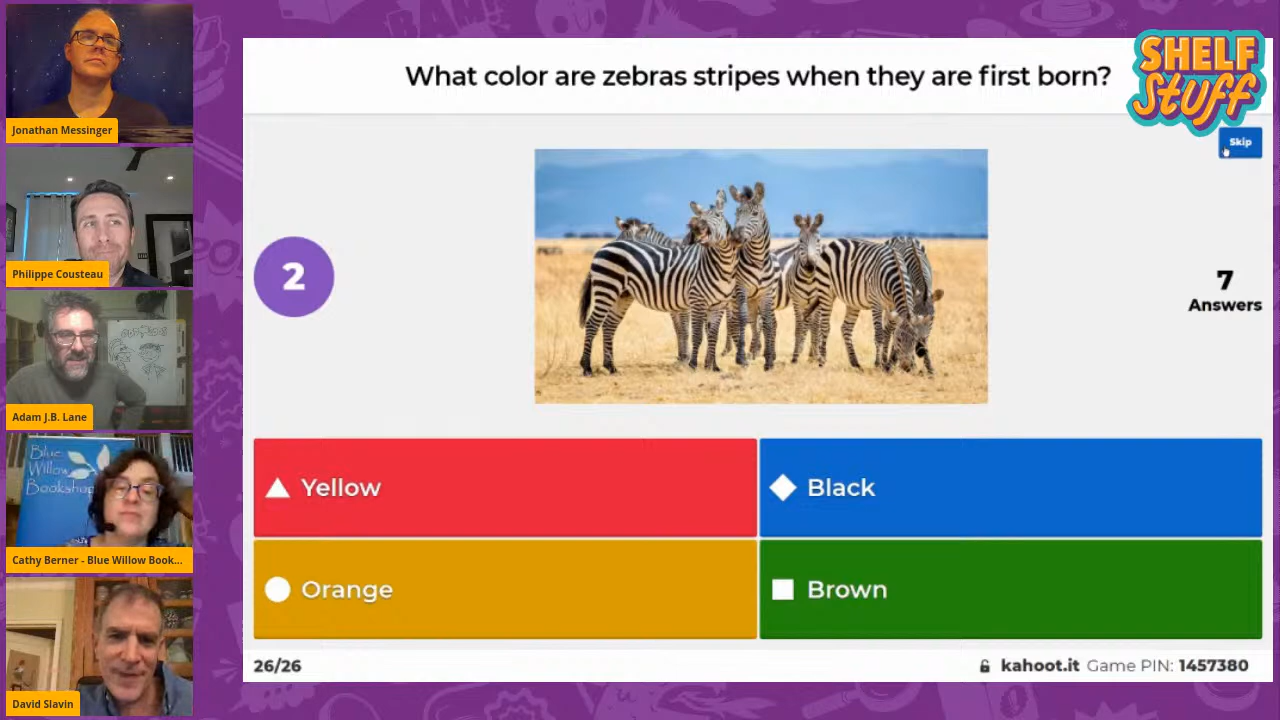 What color are zebras stripes when they are first born?
SHELF
STUFF
Skip
2
7
Answers
Yellow
Black
Orange
Brown
26/26
kahoot.it Game PIN: 1457380
Jonathan Messinger
Philippe Cousteau
Adam J.B. Lane
Blue
Willow
Bookshop
Cathy Berner - Blue Willow Book...
David Slavin